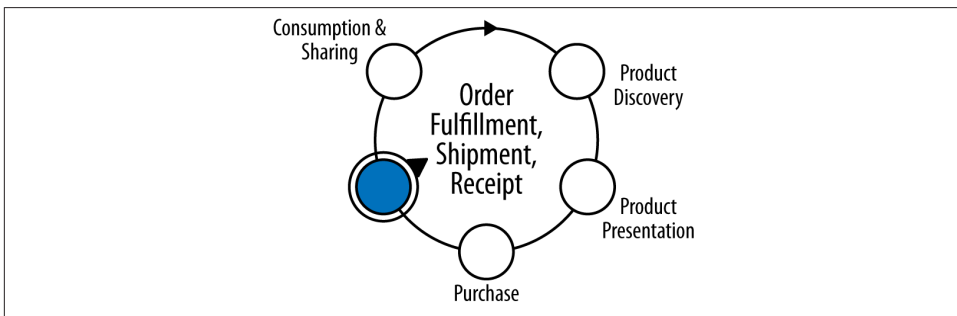 Consumption &
Sharing
Product
Discovery
Order
Fulfillment,
Shipment,
Receipt
Product
Presentation
Purchase